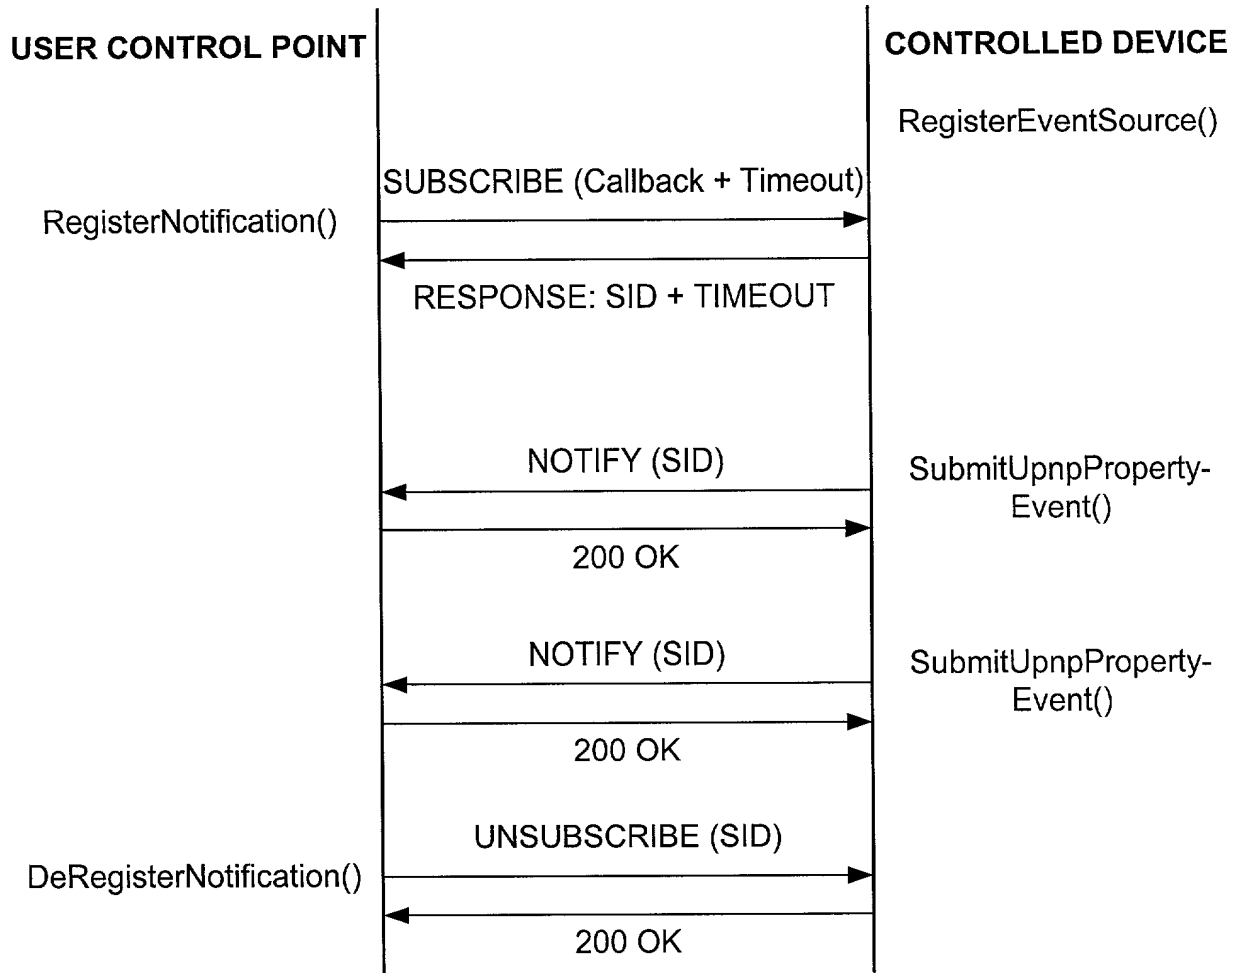 USER CONTROL POINT
CONTROLLED DEVICE
RegisterEventSource()
SUBSCRIBE (Callback + Timeout)
RegisterNotification()
RESPONSE: SID + TIMEOUT
NOTIFY (SID)
SubmitUpnpProperty-
Event()
200 OK
NOTIFY (SID)
SubmitUpnpProperty-
Event()
200 OK
UNSUBSCRIBE (SID)
DeRegisterNotification()
200 OK